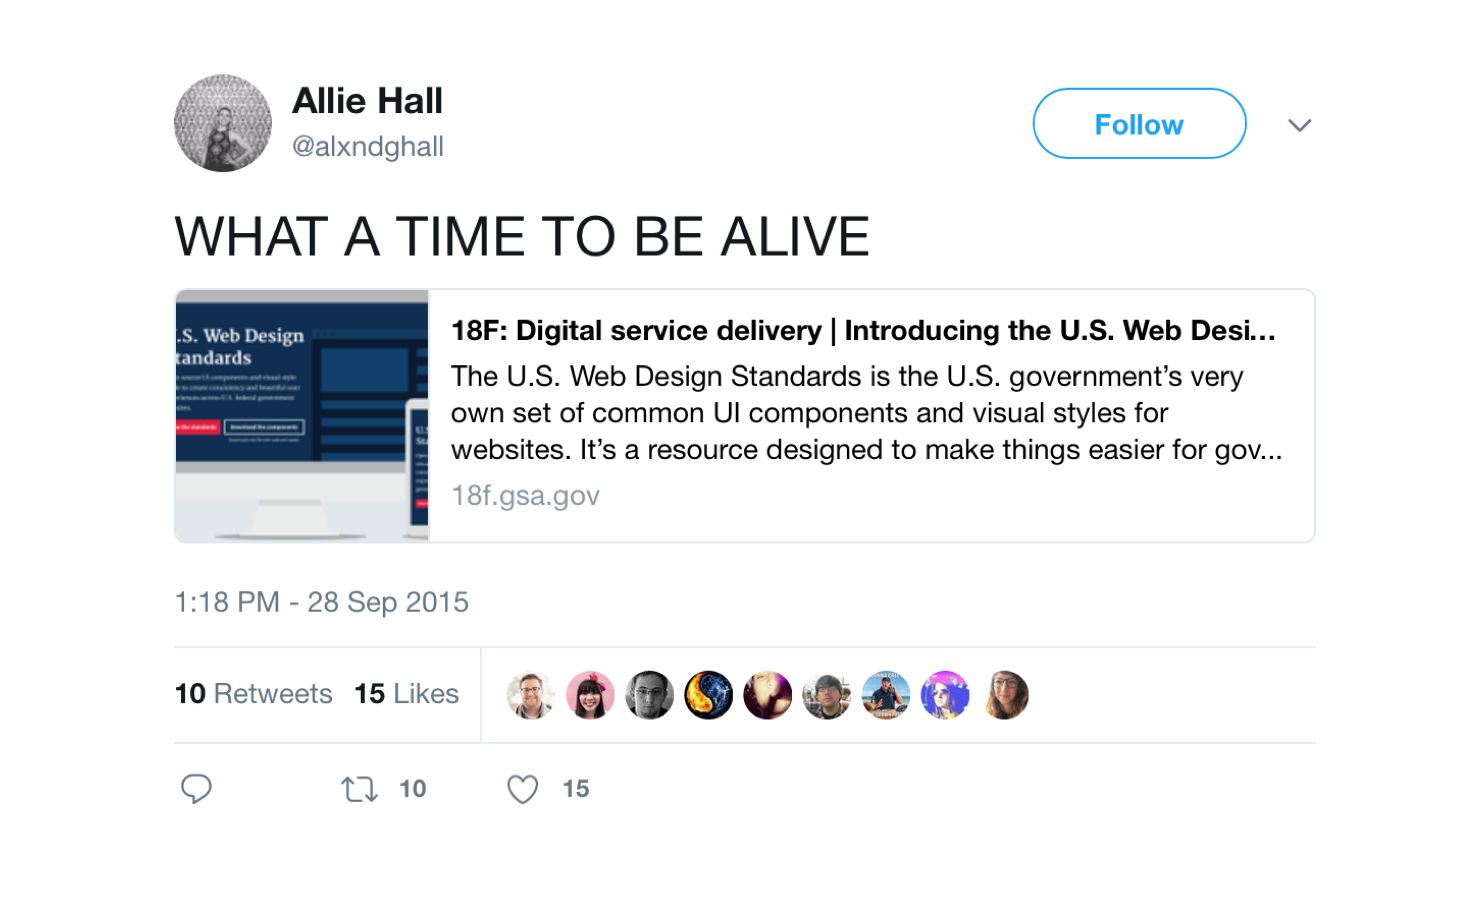 Allie Hall
@alxndghall
Follow
WHAT A TIME TO BE ALIVE
.S. Web Design
tandards
18F: Digital service delivery | Introducing the U.S. Web Desi...
The U.S. Web Design Standards is the U.S. government’s very
own set of common UI components and visual styles for
websites. It’s a resource designed to make things easier for gov...
18f.gsa.gov
1:18 PM - 28 Sep 2015
10 Retweets 15 Likes
10 15